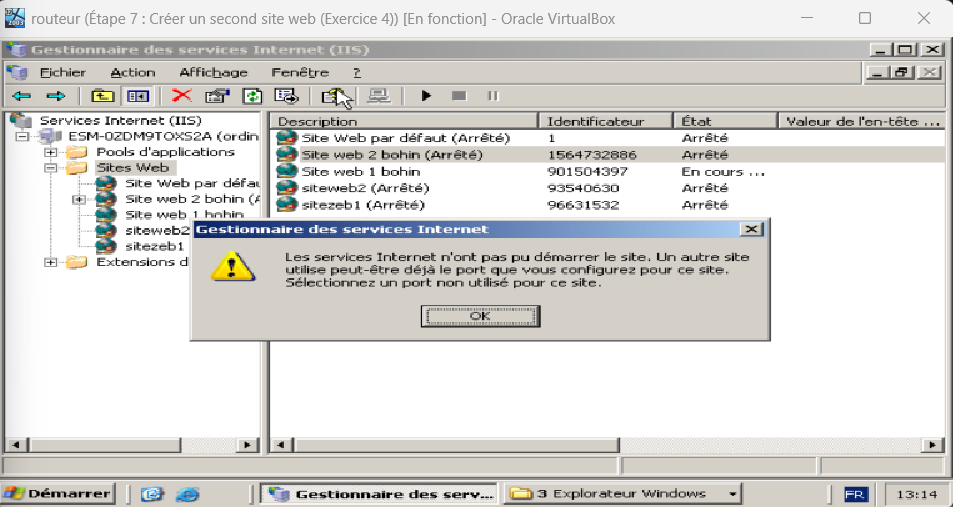 routeur (Étape 7 : Créer un second site web (Exercice 4)) [En fonction] - Oracle VirtualBox
Gestionnaire des services Internet (IIS)
Fichier Action Affichage Fenêtre ?
Services Internet (IIS)
ESM-0ZDM9TOXS2A (ordin
Pools d'applications
Sites Web
Site Web par défau
Site web 2 bohin (A
Site web 1 bohin
siteweb2
sitezeb1
Extensions d
Description Identificateur État Valeur de l'en-tête ...
Site Web par défaut (Arrêté) 1 Arrêté
Site web 2 bohin (Arrêté) 1564732886 Arrêté
Site web 1 bohin 901504397 En cours ...
siteweb2 (Arrêté) 93540630 Arrêté
sitezeb1 (Arrêté) 96631532 Arrêté
Gestionnaire des services Internet
Les services Internet n'ont pas pu démarrer le site. Un autre site
utilise peut-être déjà le port que vous configurez pour ce site.
Sélectionnez un port non utilisé pour ce site.
OK
Démarrer Gestionnaire des serv... 3 Explorateur Windows FR 13:14